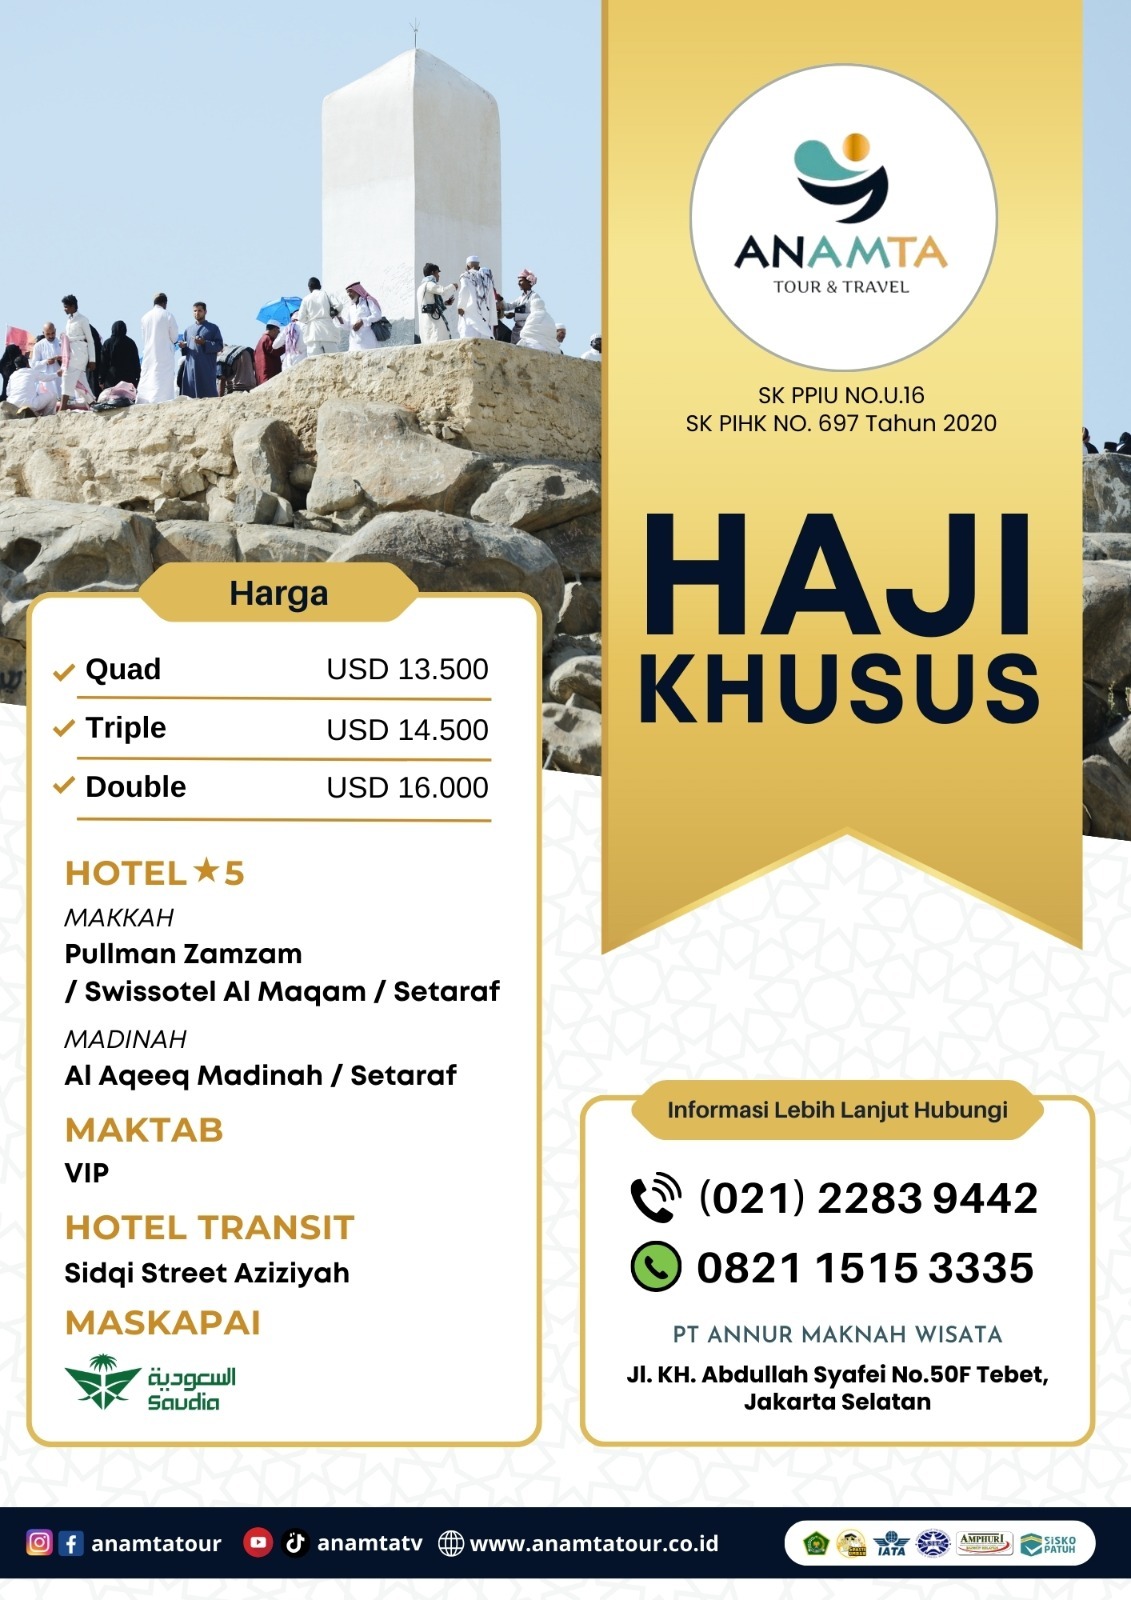 ANAMTA
TOUR & TRAVEL
SK PPIU NO.U.16
SK PIHK NO. 697 Tahun 2020
HAJI
KHUSUS
Harga
Quad USD 13.500
Triple USD 14.500
Double USD 16.000
HOTEL ★ 5
MAKKAH
Pullman Zamzam
/ Swissotel Al Maqam / Setaraf
MADINAH
Al Aqeeq Madinah / Setaraf
MAKTAB
VIP
HOTEL TRANSIT
Sidqi Street Aziziyah
MASKAPAI
السعودية
Saudia
Informasi Lebih Lanjut Hubungi
(021) 2283 9442
0821 1515 3335
PT ANNUR MAKNAH WISATA
Jl. KH. Abdullah Syafei No.50F Tebet,
Jakarta Selatan
anamtatour anamtatv www.anamtatour.co.id
IATA
AMPHURI
SISKO
PATUH